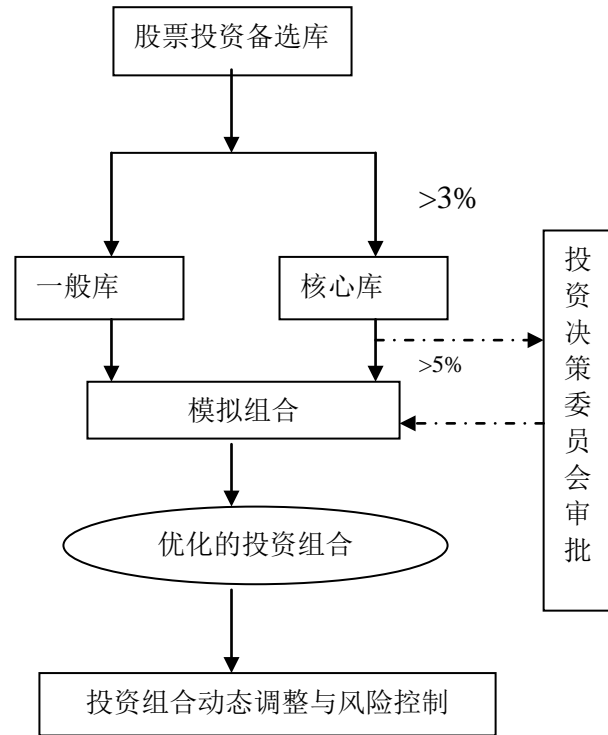 股票投资备选库
>3%
一般库
核心库
>5%
投资决策委员会审批
模拟组合
优化的投资组合
投资组合动态调整与风险控制